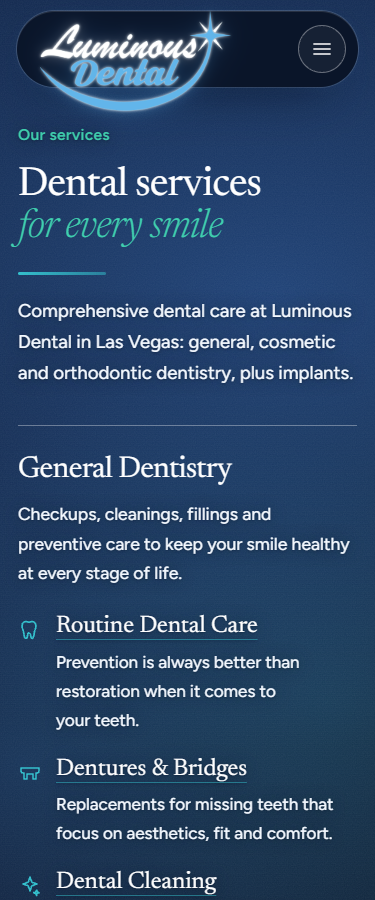 Luminous
Dental
Our services
Dental services
for every smile
Comprehensive dental care at Luminous
Dental in Las Vegas: general, cosmetic
and orthodontic dentistry, plus implants.
General Dentistry
Checkups, cleanings, fillings and
preventive care to keep your smile healthy
at every stage of life.
Routine Dental Care
Prevention is always better than
restoration when it comes to
your teeth.
Dentures & Bridges
Replacements for missing teeth that
focus on aesthetics, fit and comfort.
Dental Cleaning